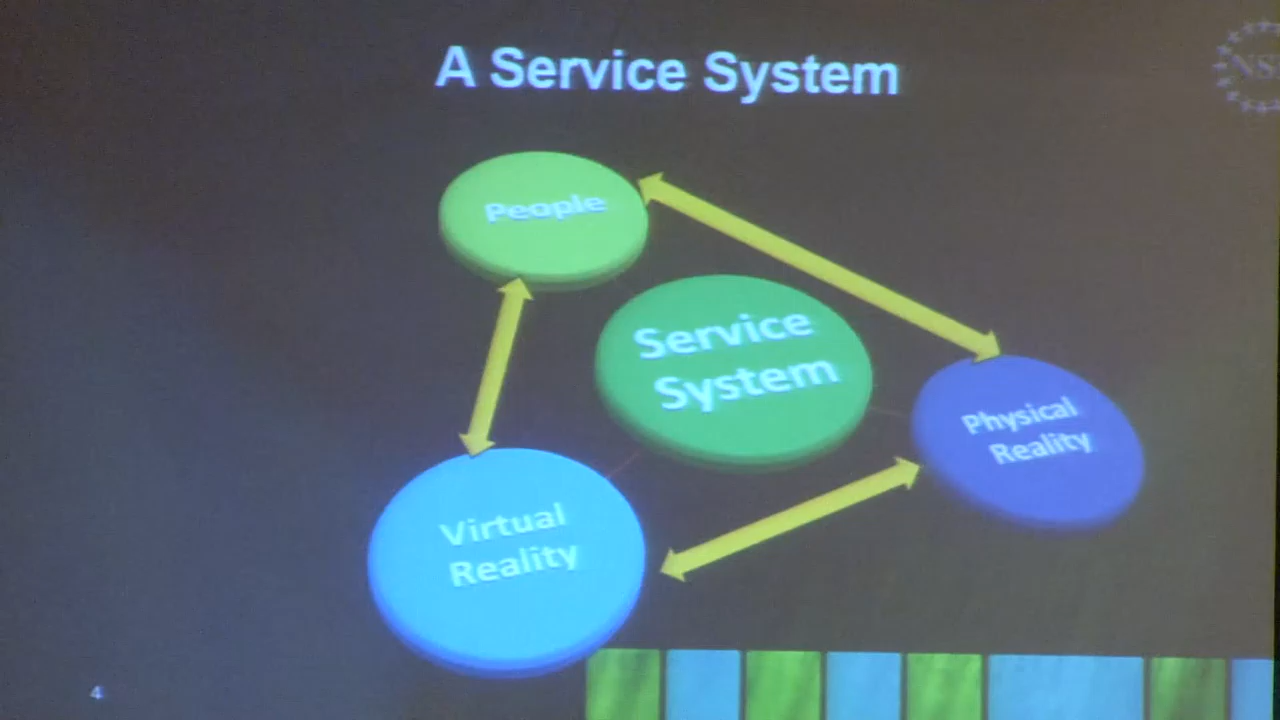 A Service System
People
Service
System
Physical
Reality
Virtual
Reality
4